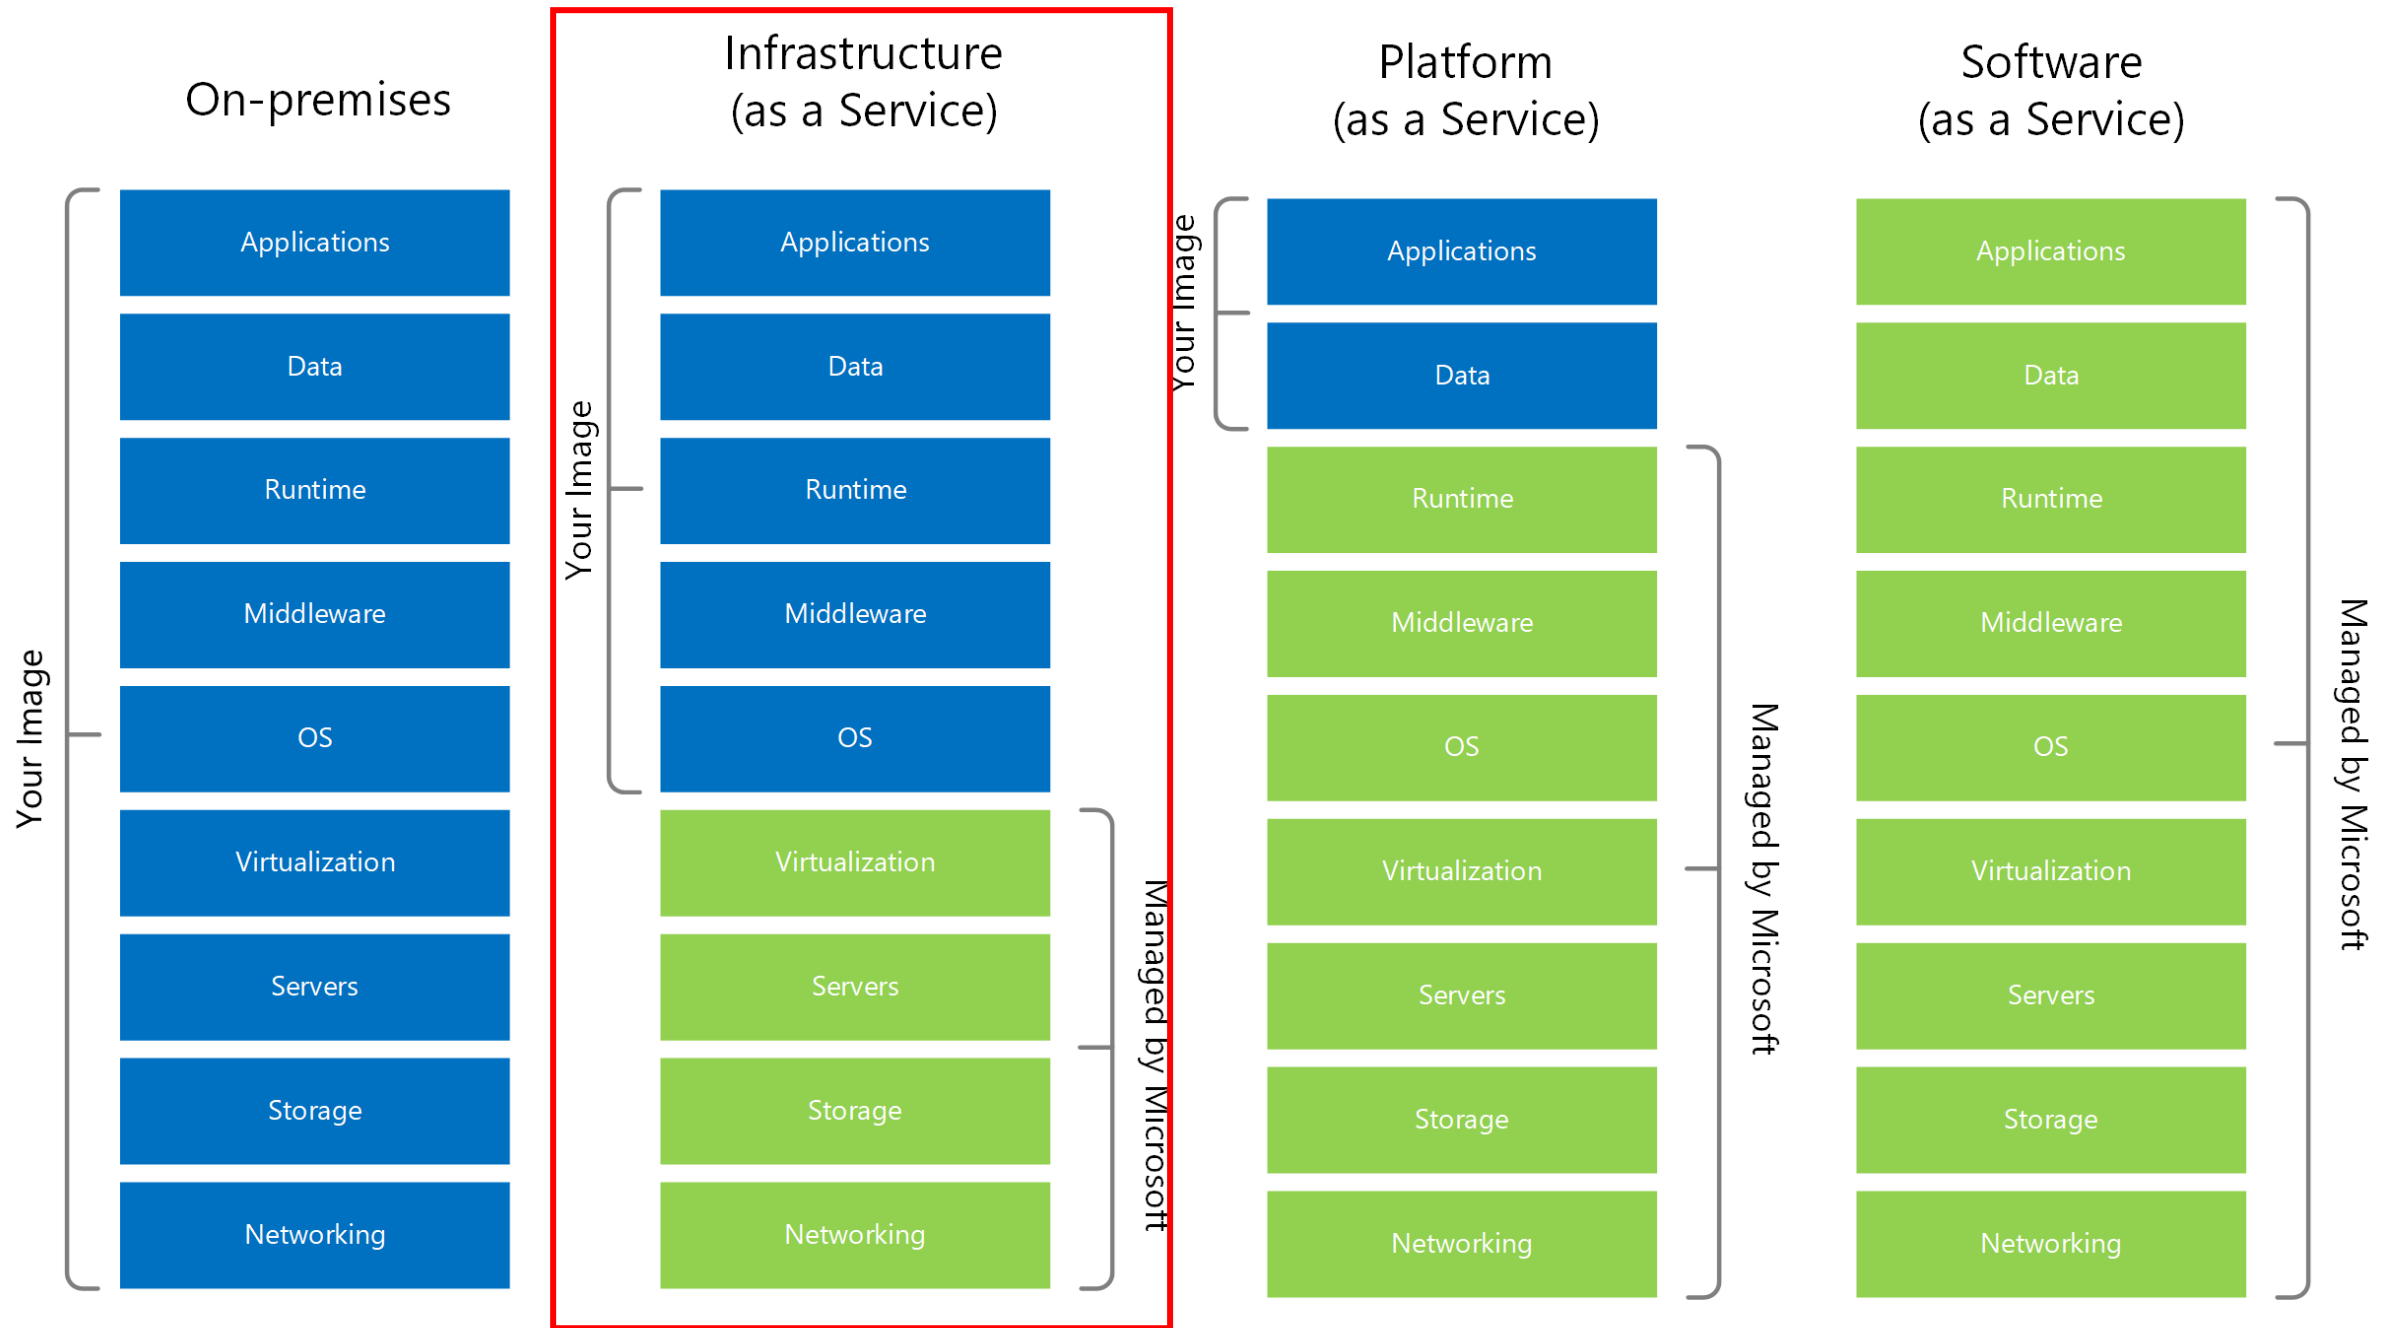 On-premises
Your Image
Applications
Data
Runtime
Middleware
OS
Virtualization
Servers
Storage
Networking
Infrastructure
(as a Service)
Your Image
Applications
Data
Runtime
Middleware
OS
Virtualization
Servers
Storage
Networking
Managed by Microsoft
Platform
(as a Service)
Your Image
Applications
Data
Runtime
Middleware
OS
Virtualization
Servers
Storage
Networking
Managed by Microsoft
Software
(as a Service)
Applications
Data
Runtime
Middleware
OS
Virtualization
Servers
Storage
Networking
Managed by Microsoft